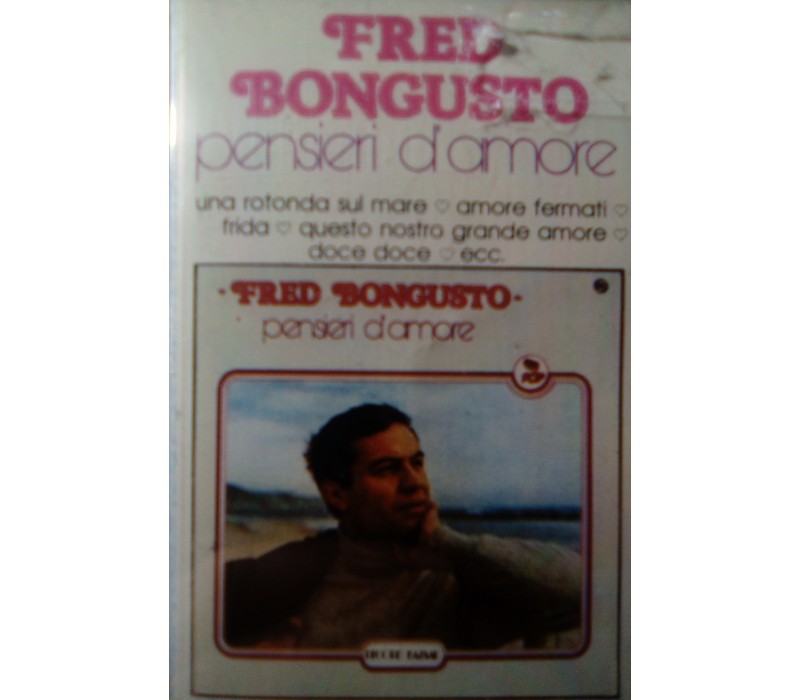 FRED
BONGUSTO
pensieri d'amore
una rotonda sul mare ♡ amore fermati ♡
frida ♡ questo nostro grande amore ♡
doce doce ♡ ecc.
·FRED BONGUSTO·
pensieri d'amore
POP